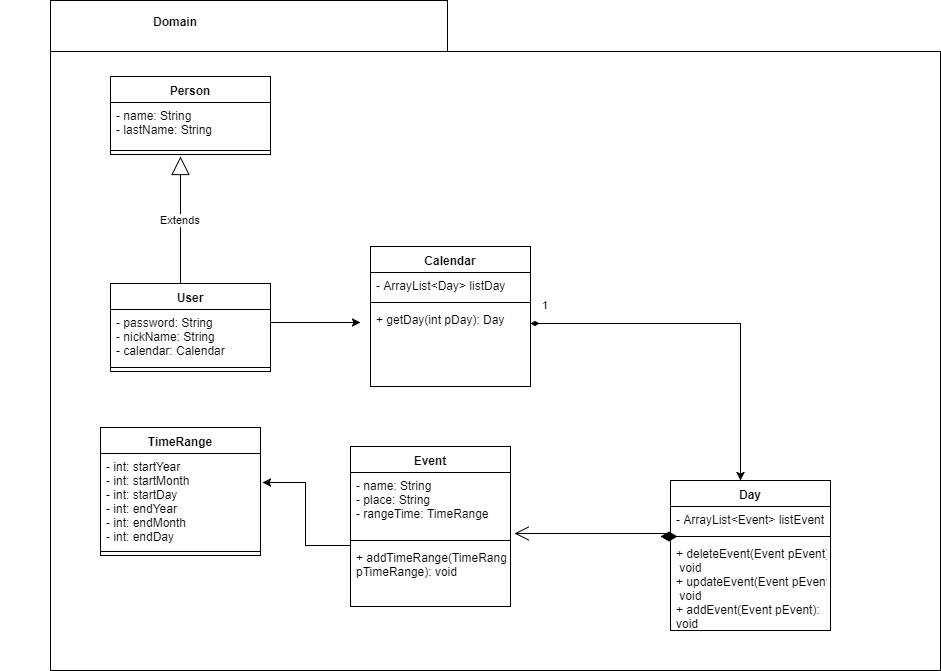 Domain
Person
- name: String
- lastName: String
Extends
User
- password: String
- nickName: String
- calendar: Calendar
Calendar
- ArrayList<Day> listDay
+ getDay(int pDay): Day
1
TimeRange
- int: startYear
- int: startMonth
- int: startDay
- int: endYear
- int: endMonth
- int: endDay
Event
- name: String
- place: String
- rangeTime: TimeRange
+ addTimeRange(TimeRang
pTimeRange): void
Day
- ArrayList<Event> listEvent
+ deleteEvent(Event pEvent)
void
+ updateEvent(Event pEven
void
+ addEvent(Event pEvent):
void